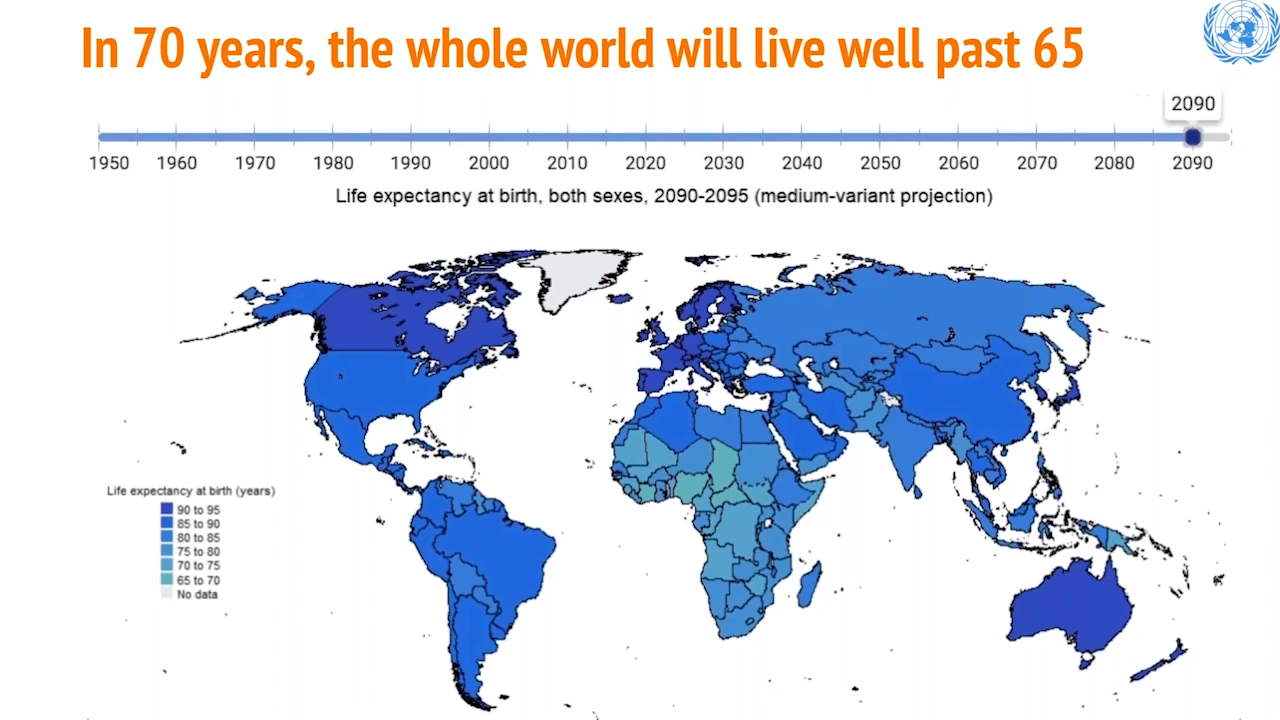 In 70 years, the whole world will live well past 65
2090
1950 1960 1970 1980 1990 2000 2010 2020 2030 2040 2050 2060 2070 2080 2090
Life expectancy at birth, both sexes, 2090-2095 (medium-variant projection)
Life expectancy at birth (years)
90 to 95
85 to 90
80 to 85
75 to 80
70 to 75
65 to 70
No data